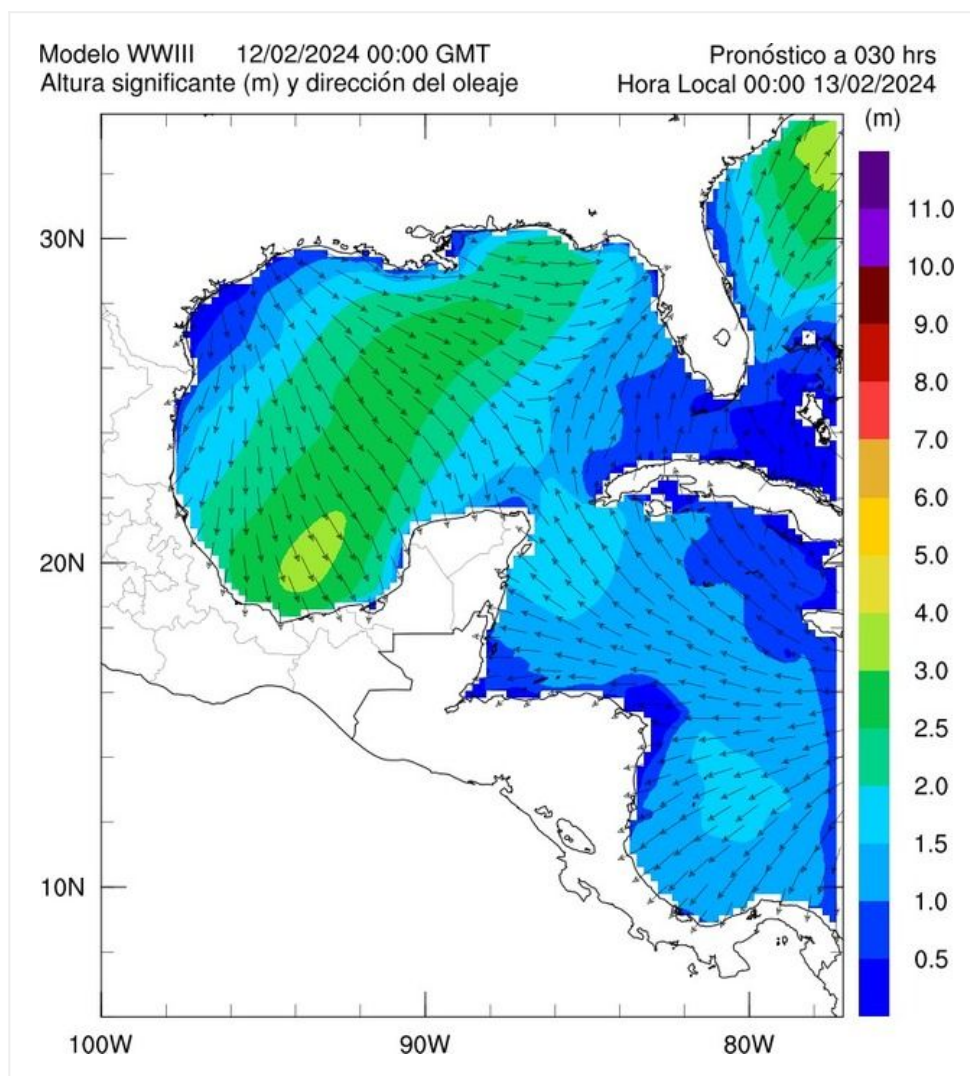 Modelo WWIII 12/02/2024 00:00 GMT
Pronóstico a 030 hrs
Altura significante (m) y dirección del oleaje
Hora Local 00:00 13/02/2024
(m)
11.0
10.0
9.0
8.0
7.0
6.0
5.0
4.0
3.0
2.5
2.0
1.5
1.0
0.5
30N
20N
10N
100W
90W
80W